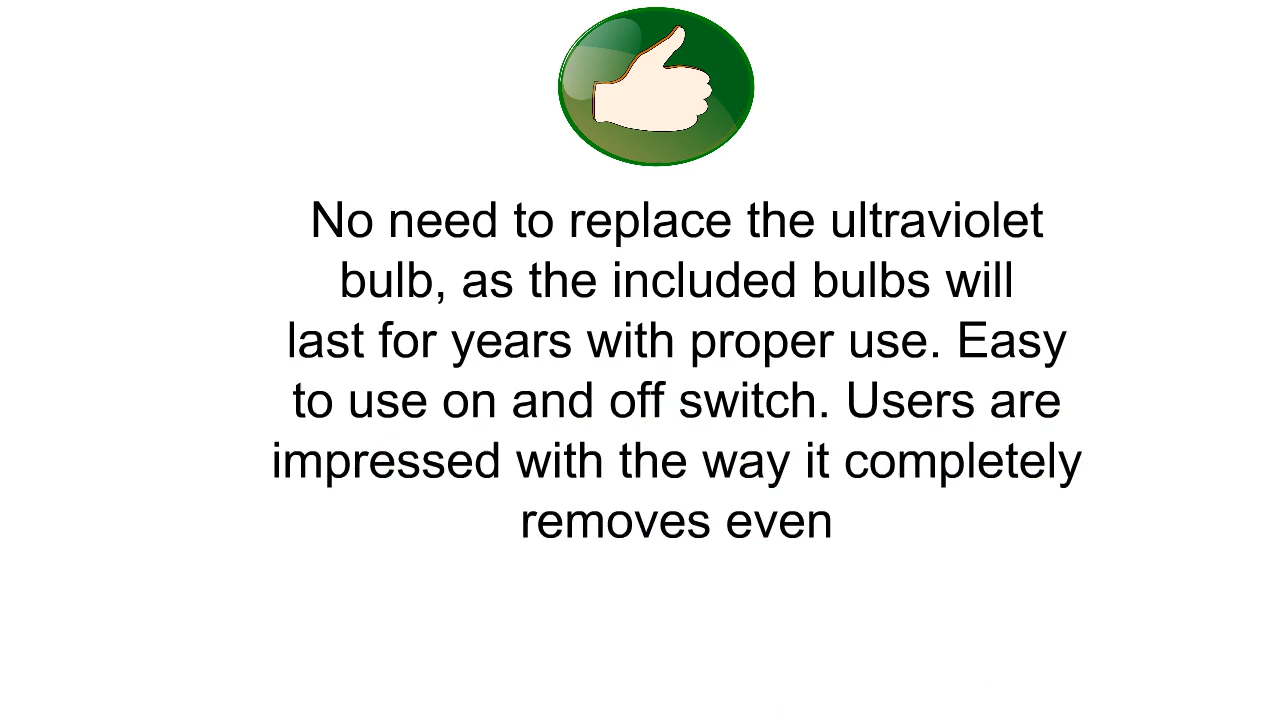 No need to replace the ultraviolet
bulb, as the included bulbs will
last for years with proper use. Easy
to use on and off switch. Users are
impressed with the way it completely
removes even